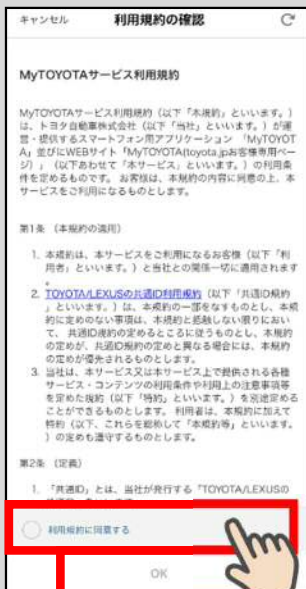 キャンセル 利用規約の確認
MyTOYOTAサービス利用規約
MyTOYOTAサービス利用規約（以下「本規約」といいます。）
は、トヨタ自動車株式会社（以下「当社」といいます。）が運
営・提供するスマートフォン用アプリケーション 「MyTOYOT
A」並びにWEBサイト「MyTOYOTA(toyota.jpお客様専用ペー
ジ）」（以下あわせて「本サービス」といいます。）の利用条
件を定めるものです。 お客様は、本規約の内容に同意の上、本
サービスをご利用になるものとします。
第1条 （本規約の適用）
1. 本規約は、本サービスをご利用になるお客様（以下「利
用者」といいます。）と当社との関係一切に適用されます
。
2. TOYOTA/LEXUSの共通ID利用規約（以下「共通ID規約
」といいます。）は、本規約の一部をなすものとし、本規
約に定めのない事項は、本規約と抵触しない限りにおい
て、 共通ID規約の定めるところに従うものとし、本規約
の定めが、共通ID規約の定めと異なる場合には、本規約
の定めが優先されるものとします。
3. 当社は、本サービス又は本サービス上で提供される各種
サービス・コンテンツの利用条件や利用上の注意事項等
を定めた規約（以下「特約」といいます。）を別途定める
ことができるものとします。 利用者は、本規約に加えて
特約（以下、これらを総称して「本規約等」といいます。
）の定めも遵守するものとします。
第2条 （定義）
1. 「共通ID」とは、当社が発行する「TOYOTA/LEXUSの
利用規約に同意する
OK